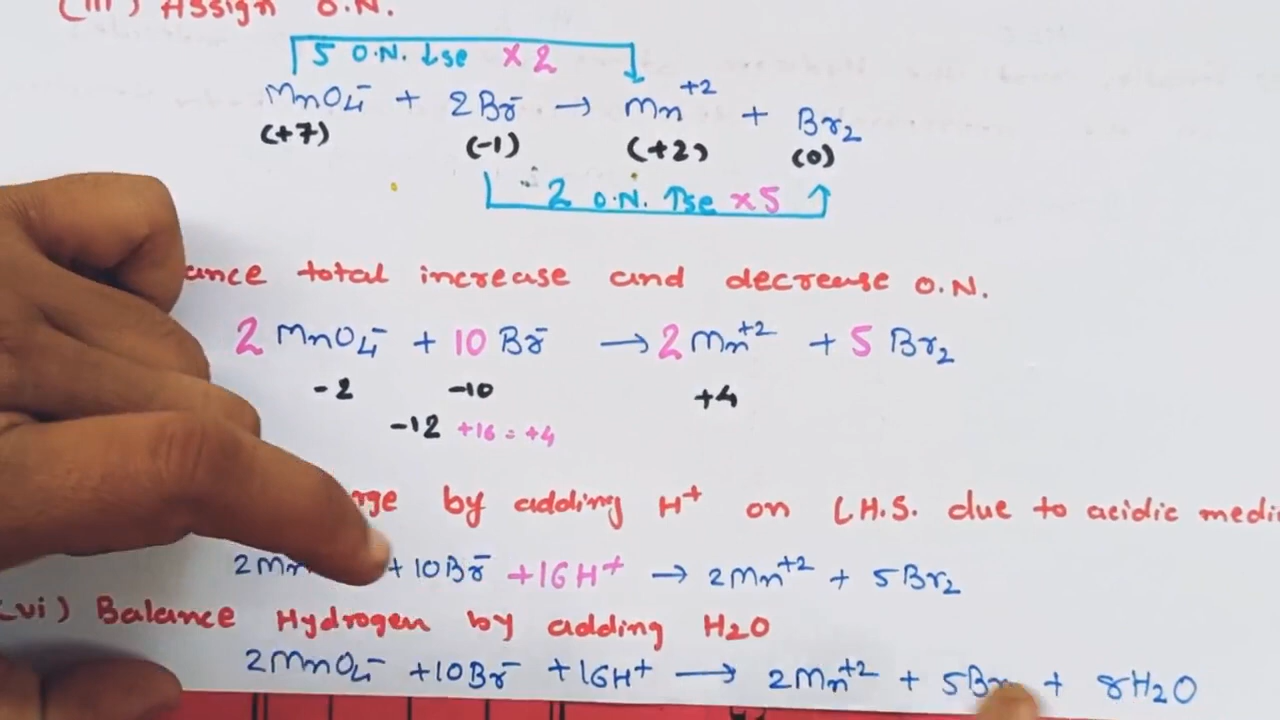 (iii) Assign O.N.
5 O.N. ↓se × 2
MnO4⁻ + 2Br⁻ → Mn⁺² + Br2
(+7) (-1) (+2) (0)
2 O.N. ↑se ×5
ance total increase and decrease O.N.
2 MnO4⁻ + 10 Br⁻ → 2 Mn⁺² + 5 Br2
-2 -10 +4
-12 +16 = +4
rge by adding H⁺ on L.H.S. due to acidic medi
2Mn + 10Br⁻ + 16H⁺ → 2Mn⁺² + 5Br2
(vi) Balance Hydrogen by adding H2O
2MnO4⁻ + 10Br⁻ + 16H⁺ → 2Mn⁺² + 5Br + 8H2O